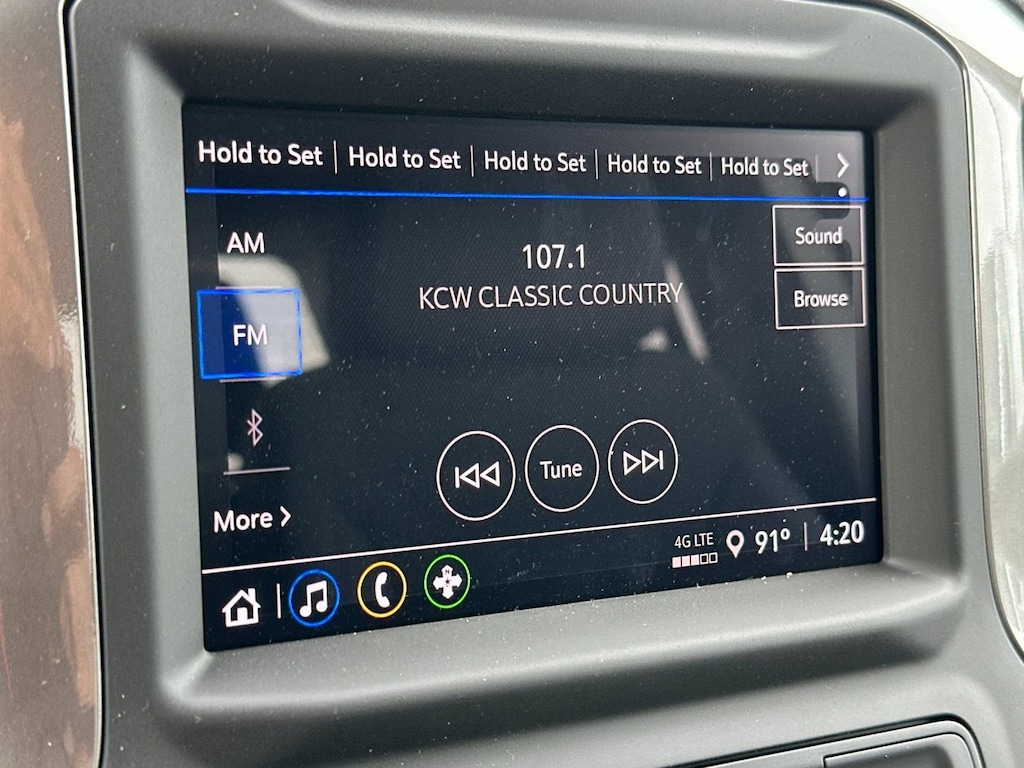 Hold to Set Hold to Set Hold to Set Hold to Set Hold to Set
AM
Sound
107.1
KCW CLASSIC COUNTRY
Browse
FM
Tune
More
4G LTE 91° 4:20